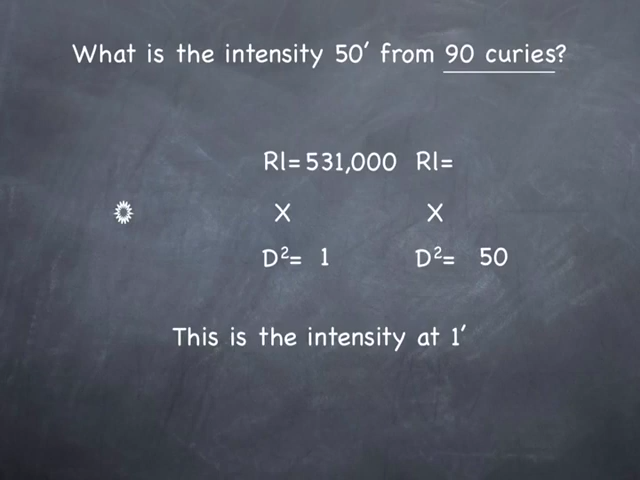 What is the intensity 50′ from 90 curies?
RI=531,000 RI=
X X
D²= 1 D²= 50
This is the intensity at 1′